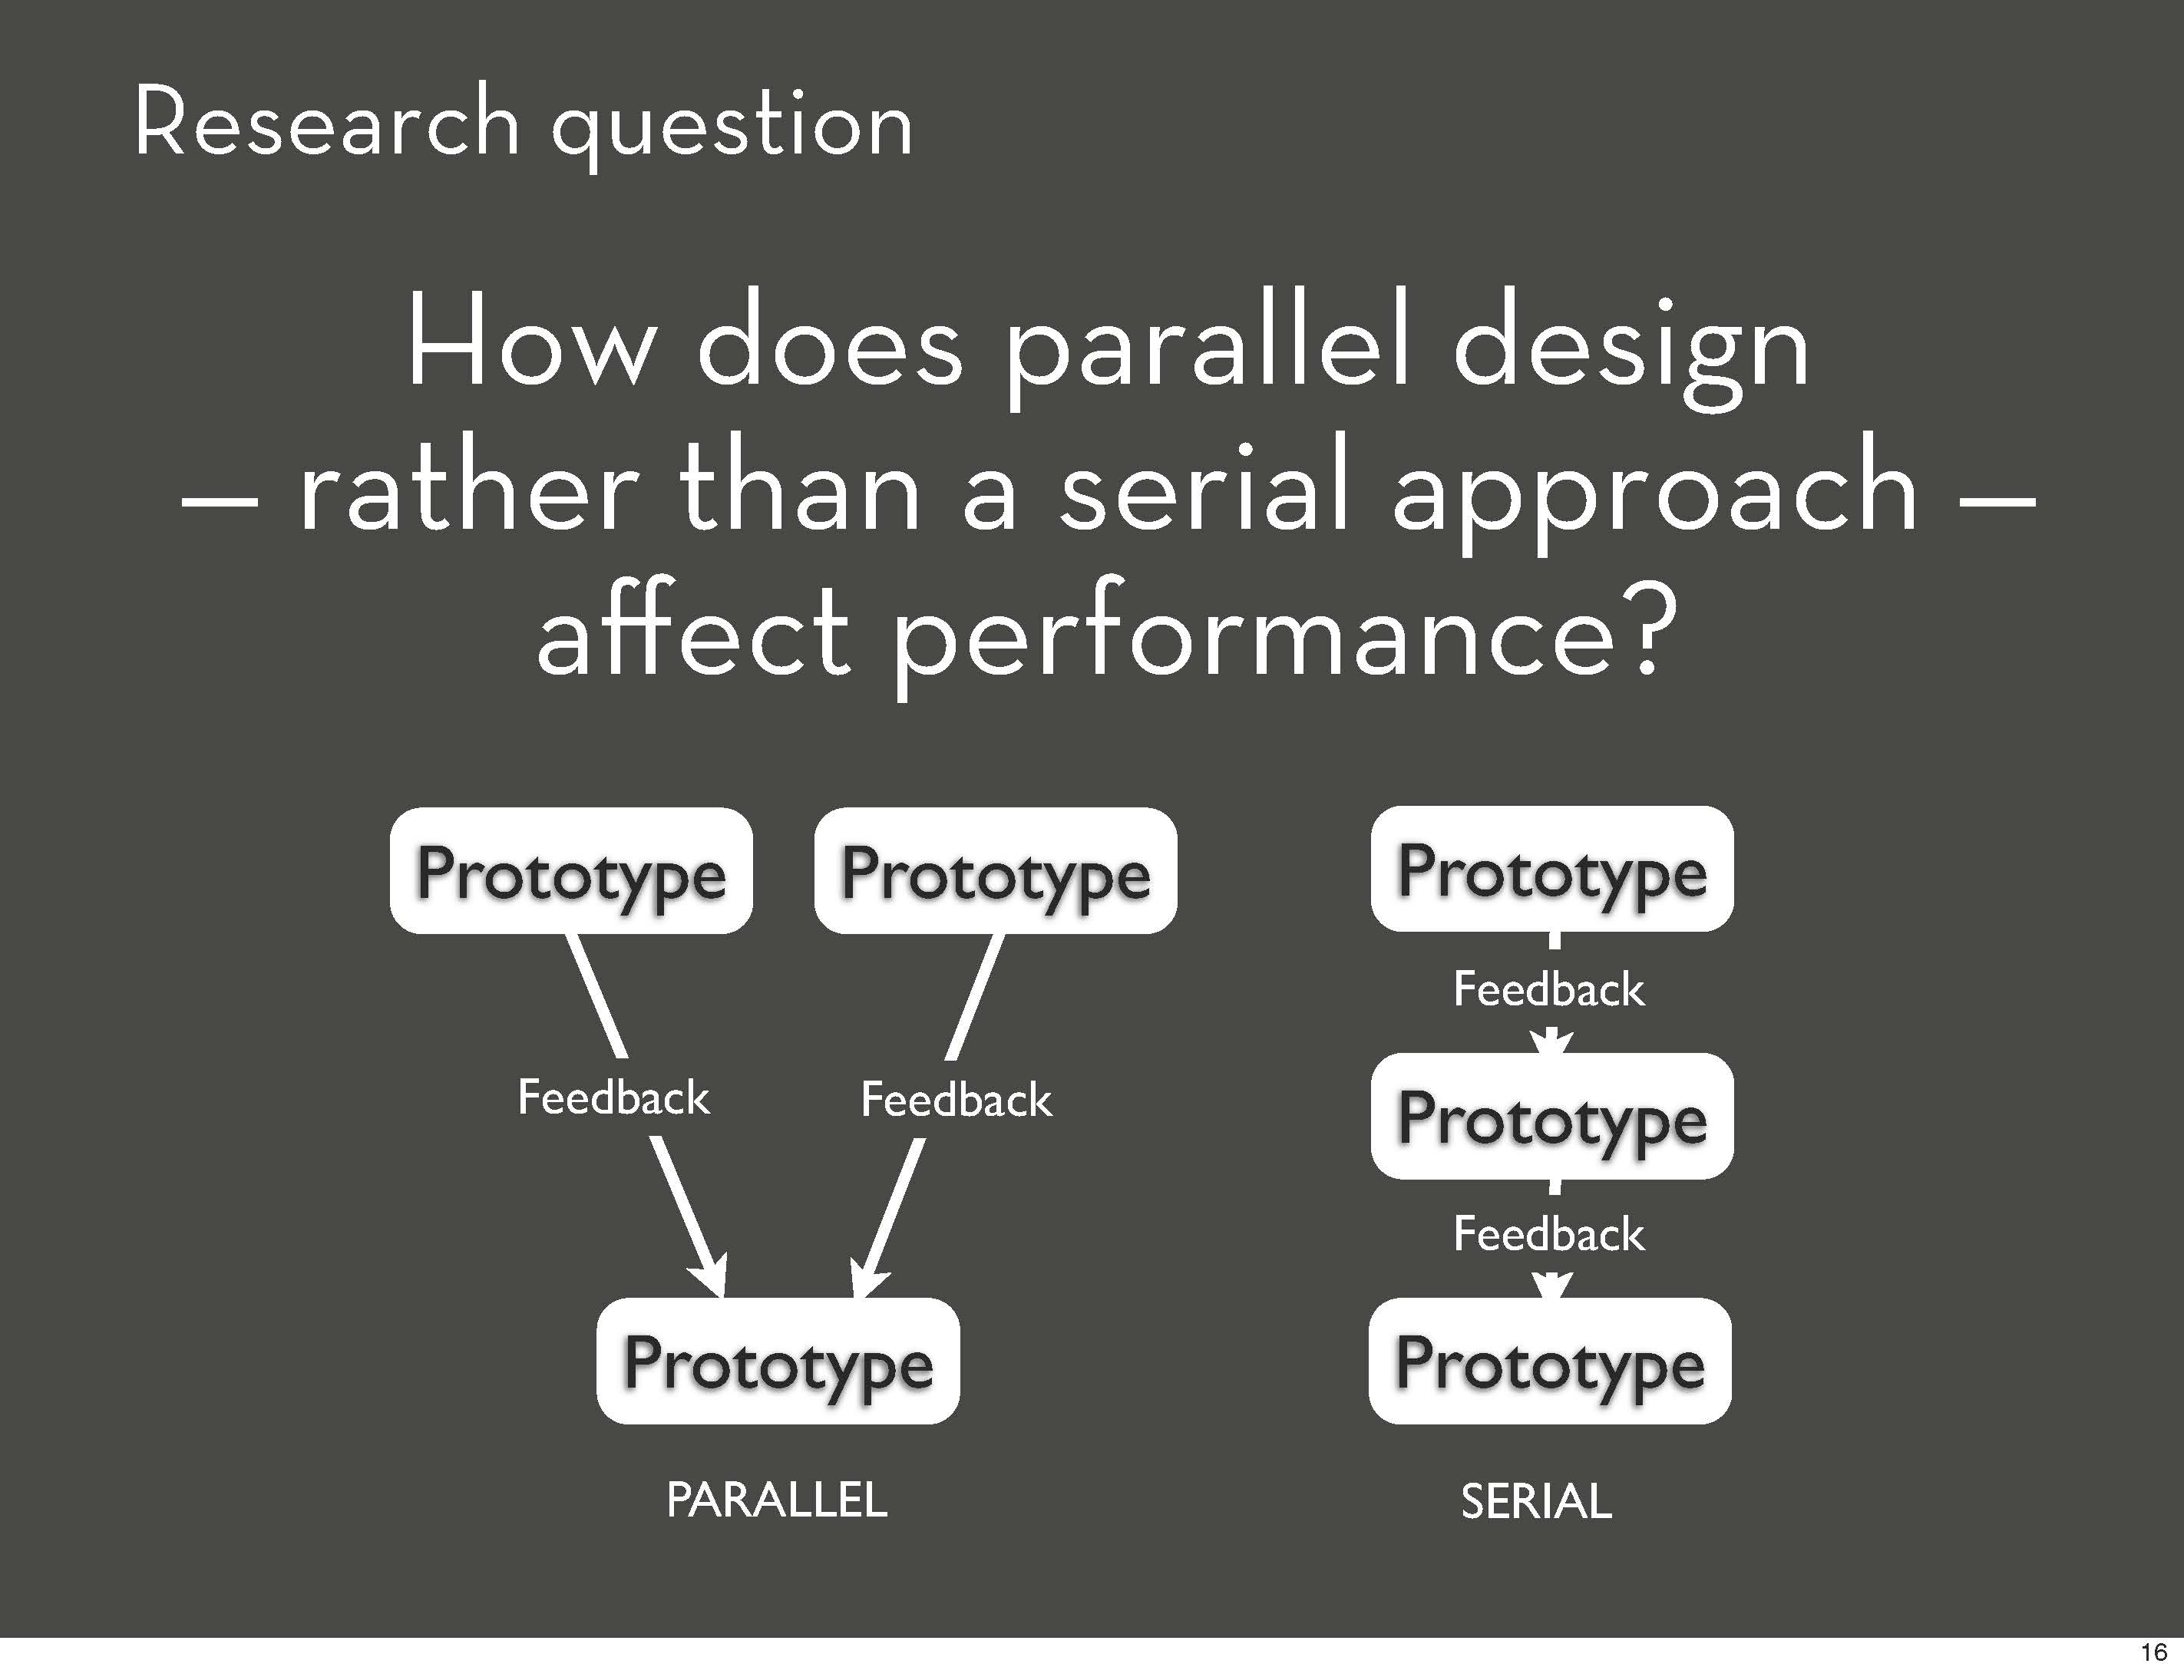 Research question
How does parallel design
– rather than a serial approach –
affect performance?
Prototype
Prototype
Feedback
Feedback
Prototype
PARALLEL
Prototype
Feedback
Prototype
Feedback
Prototype
SERIAL
16